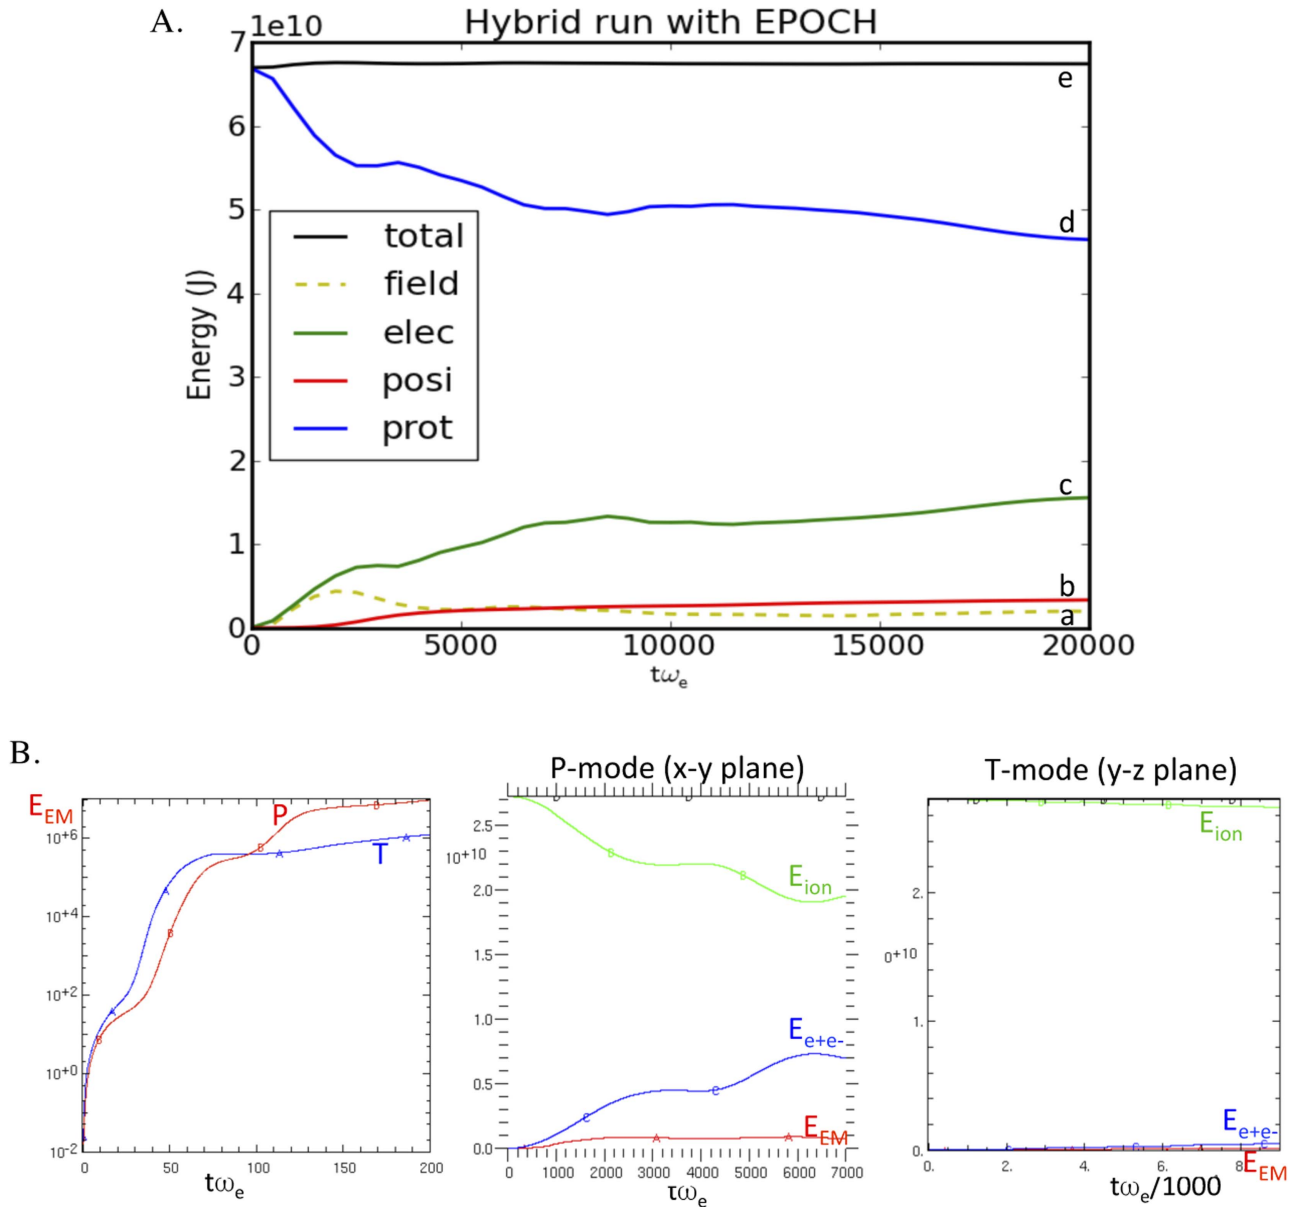 A.
Hybrid run with EPOCH
1e10
7
6
5
4
3
2
1
0
Energy (J)
total
field
elec
posi
prot
e
d
c
b
a
0 5000 10000 15000 20000
tωe
B.
EEM
10+6
10+4
10+2
10+0
10-2
P
T
B
B
B
B
A
A
A
A
0 50 100 150 200
tωe
P-mode (x-y plane)
2.5
10+10
2.0
1.5
1.0
0.5
0.0
Eion
Ee+e-
EEM
B
B
C
C
A
A
0 1000 2000 3000 4000 5000 6000 7000
τωe
T-mode (y-z plane)
2.
0+10
1.
0.
Eion
Ee+e-
EEM
B
B
C
C
C
0. 2. 4. 6. 8.
tωe/1000